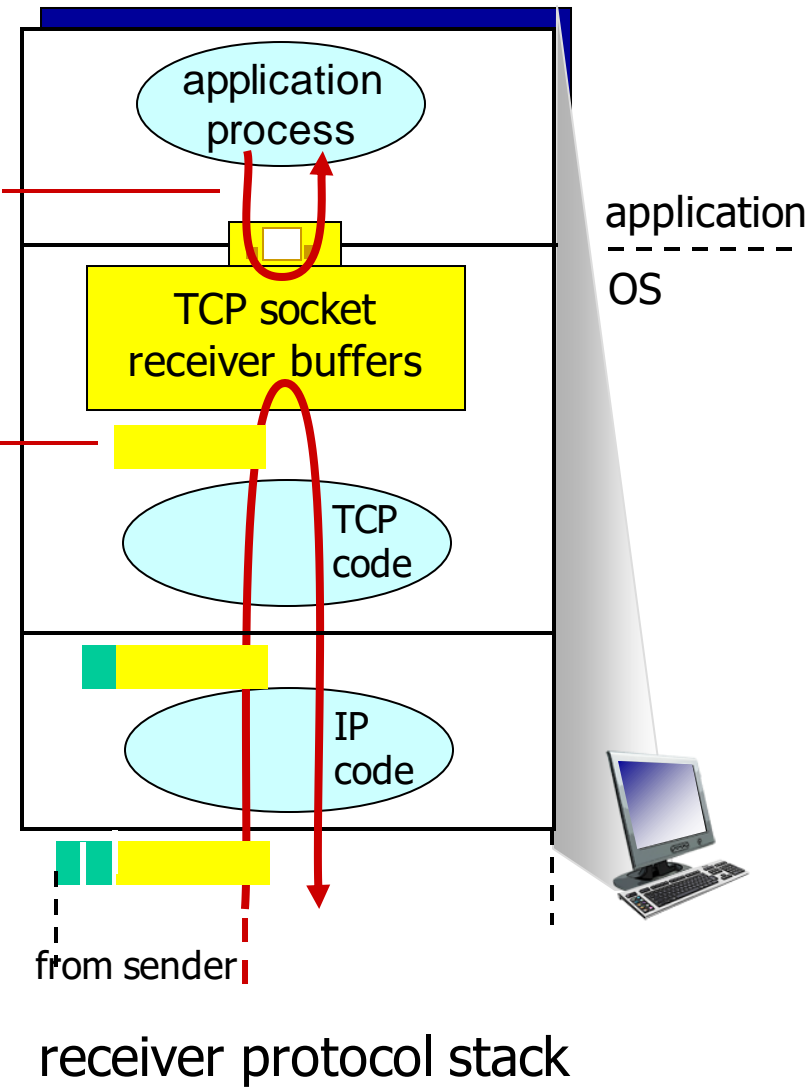 application
process
application
OS
TCP socket
receiver buffers
TCP
code
IP
code
from sender
receiver protocol stack